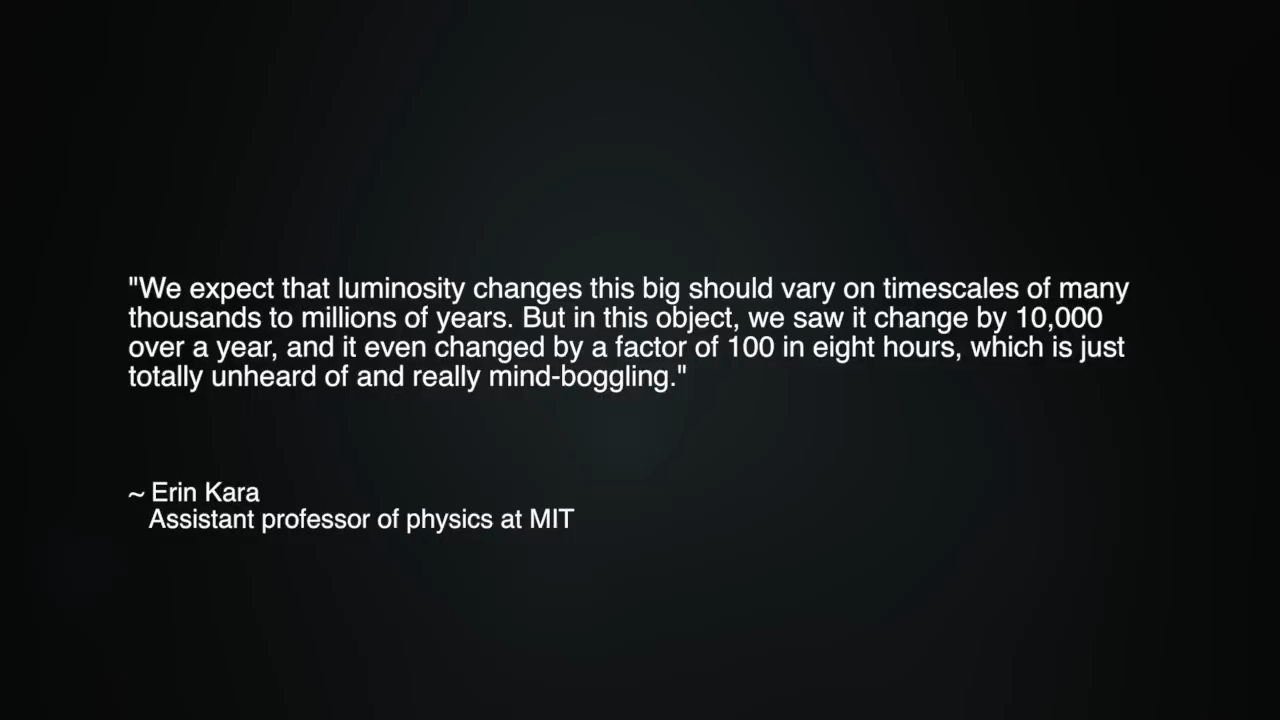 "We expect that luminosity changes this big should vary on timescales of many
thousands to millions of years. But in this object, we saw it change by 10,000
over a year, and it even changed by a factor of 100 in eight hours, which is just
totally unheard of and really mind-boggling."
~ Erin Kara
Assistant professor of physics at MIT